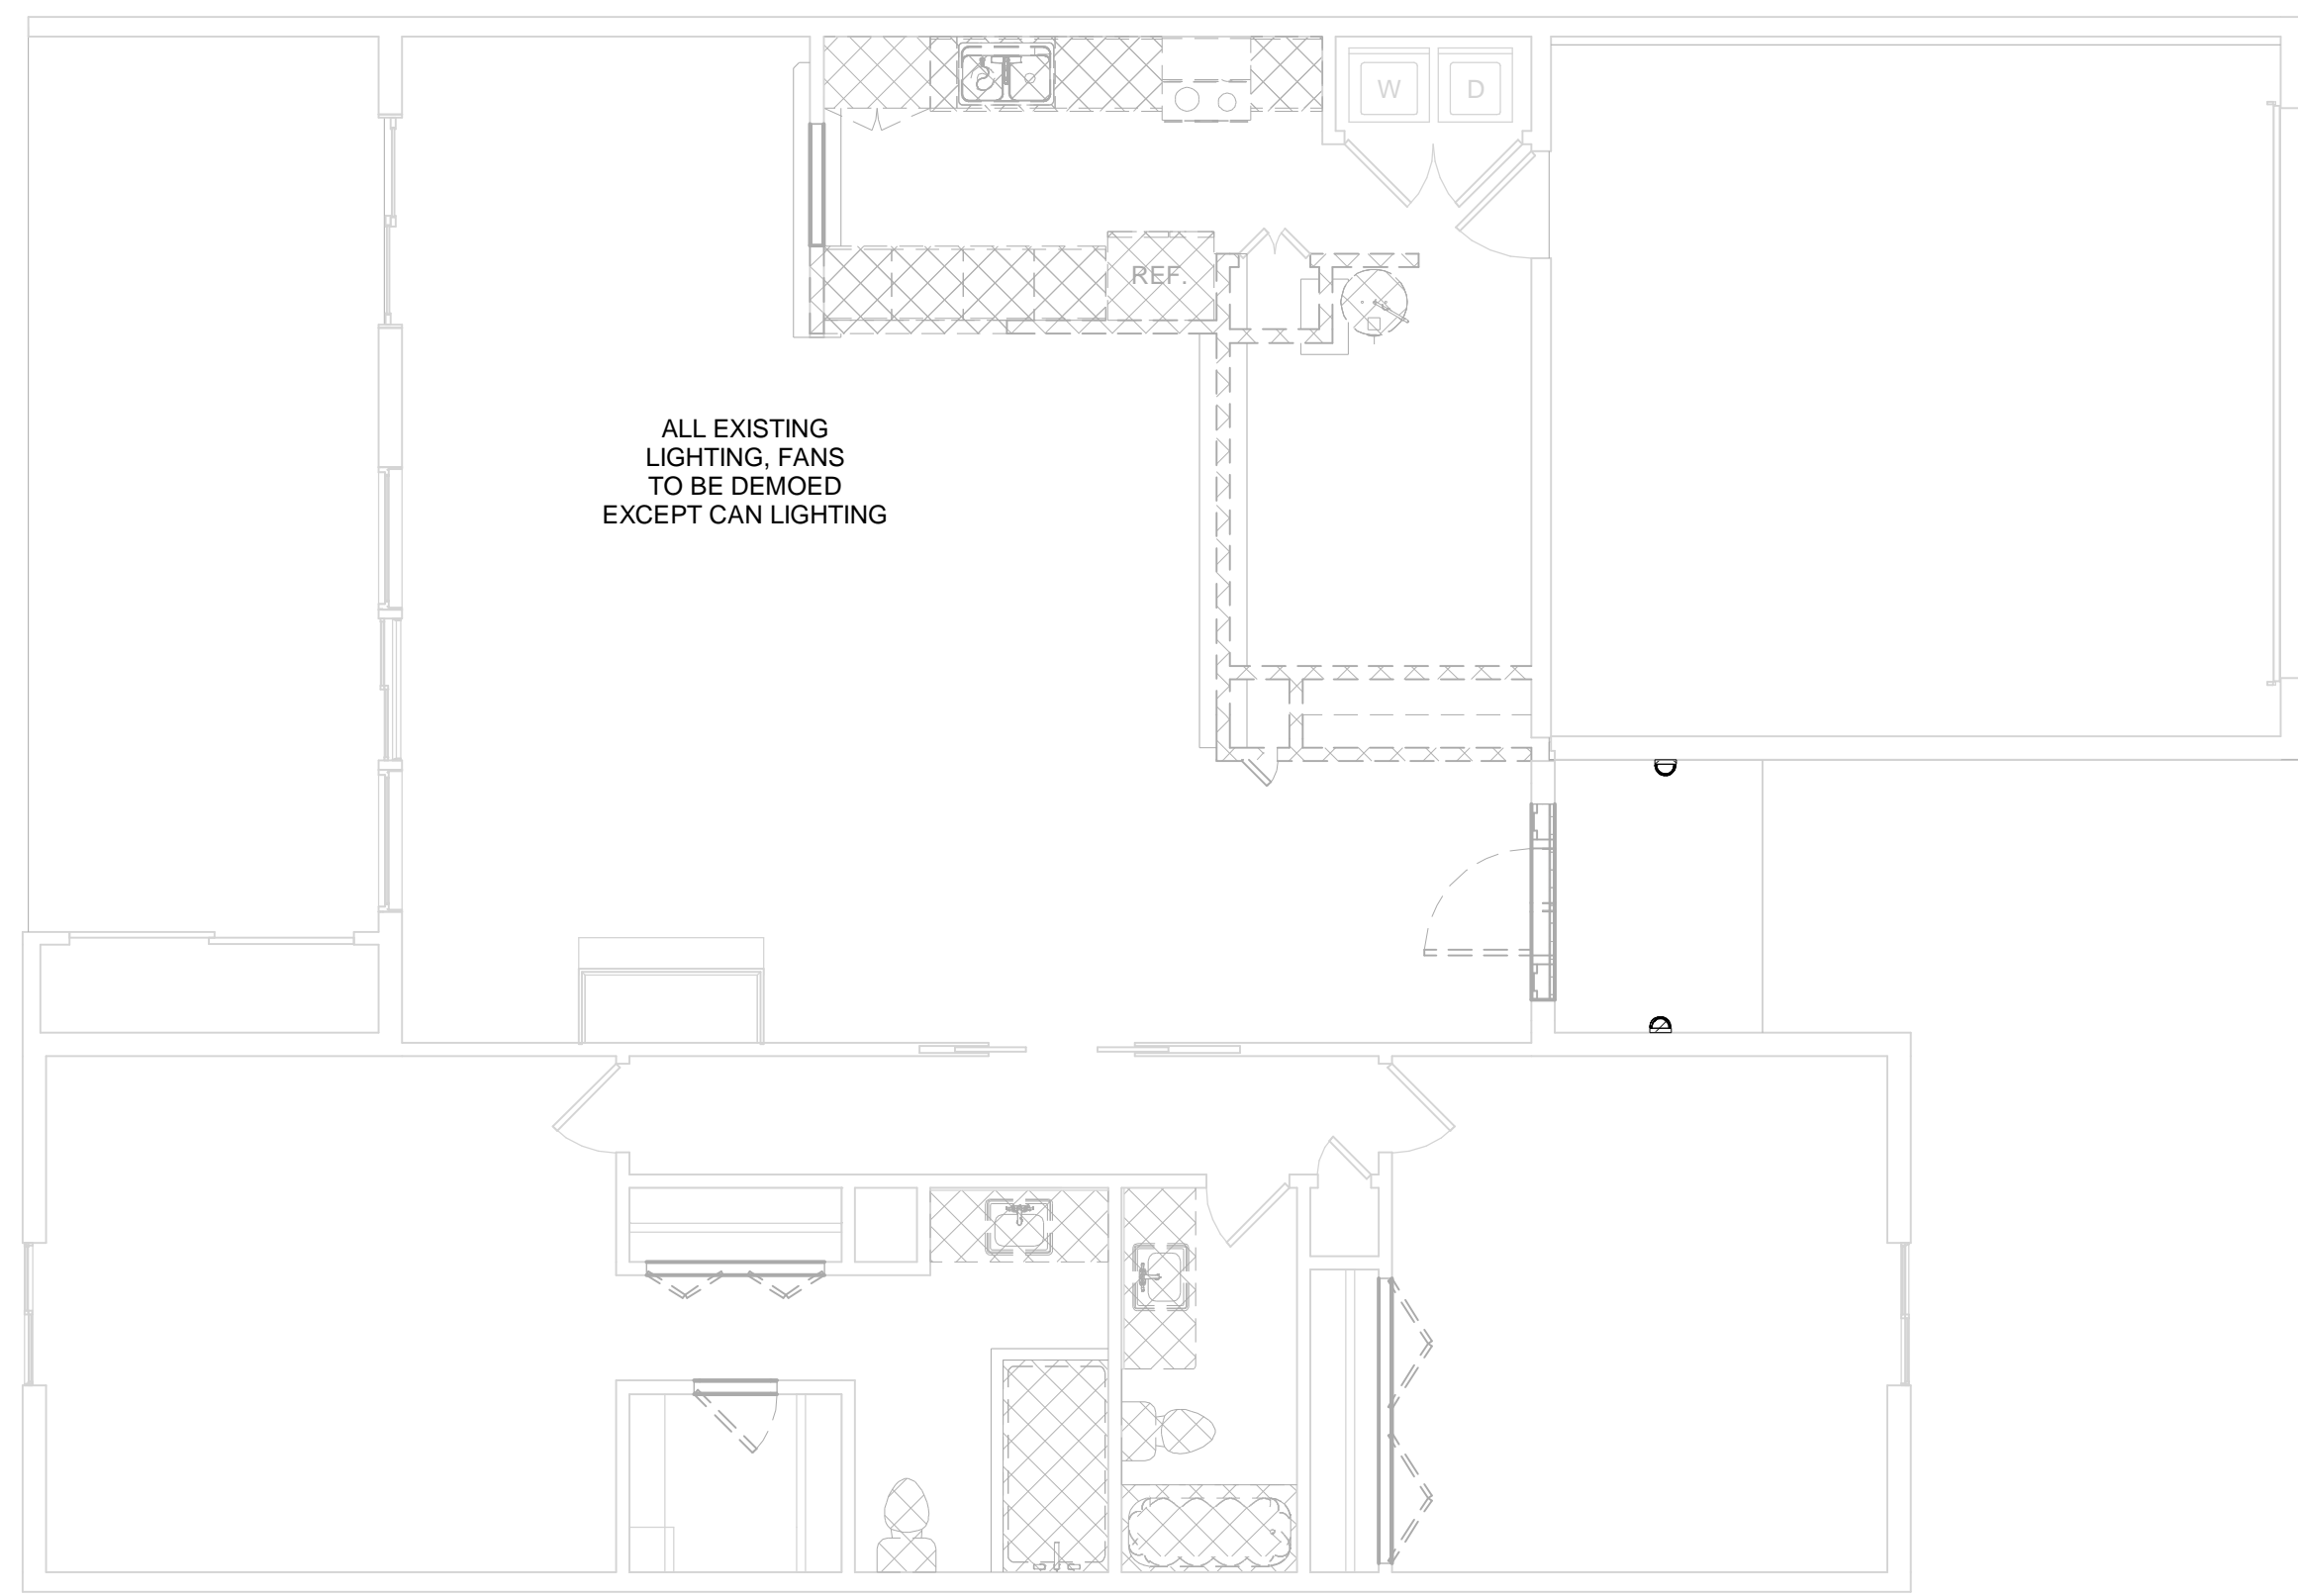 W D
REF.
ALL EXISTING
LIGHTING, FANS
TO BE DEMOED
EXCEPT CAN LIGHTING